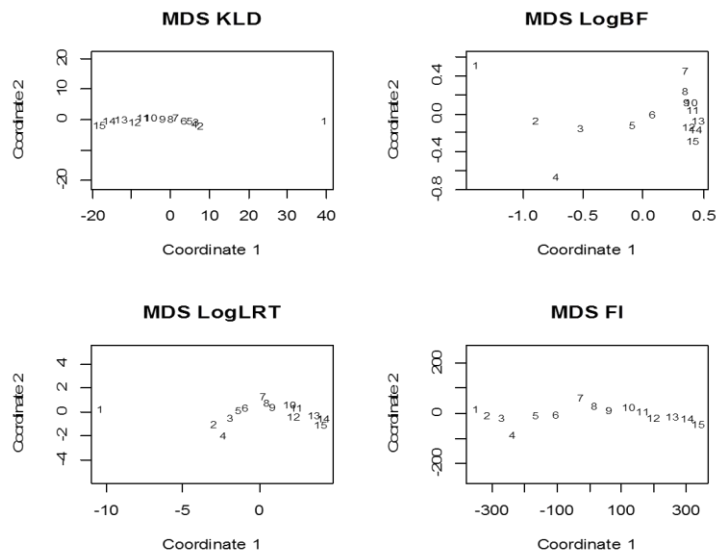 MDS KLD
20
0
-20
Coordinate 2
15 14 13 12 11 10 9 8 7 6 5 3 4 2 1
-20 -10 0 10 20 30 40
Coordinate 1
MDS LogBF
0.4
0.0
-0.4
-0.8
Coordinate 2
1 2 3 4 5 6 7 8 9 10 11 13 12 14 15
-1.0 -0.5 0.0 0.5
Coordinate 1
MDS LogLRT
4
2
0
-2
-4
Coordinate 2
1 2 4 3 5 6 7 8 9 10 11 12 13 14 15
-10 -5 0
Coordinate 1
MDS FI
200
0
-200
Coordinate 2
1 2 3 4 5 6 7 8 9 10 11 12 13 14 15
-300 -100 0 100 300
Coordinate 1